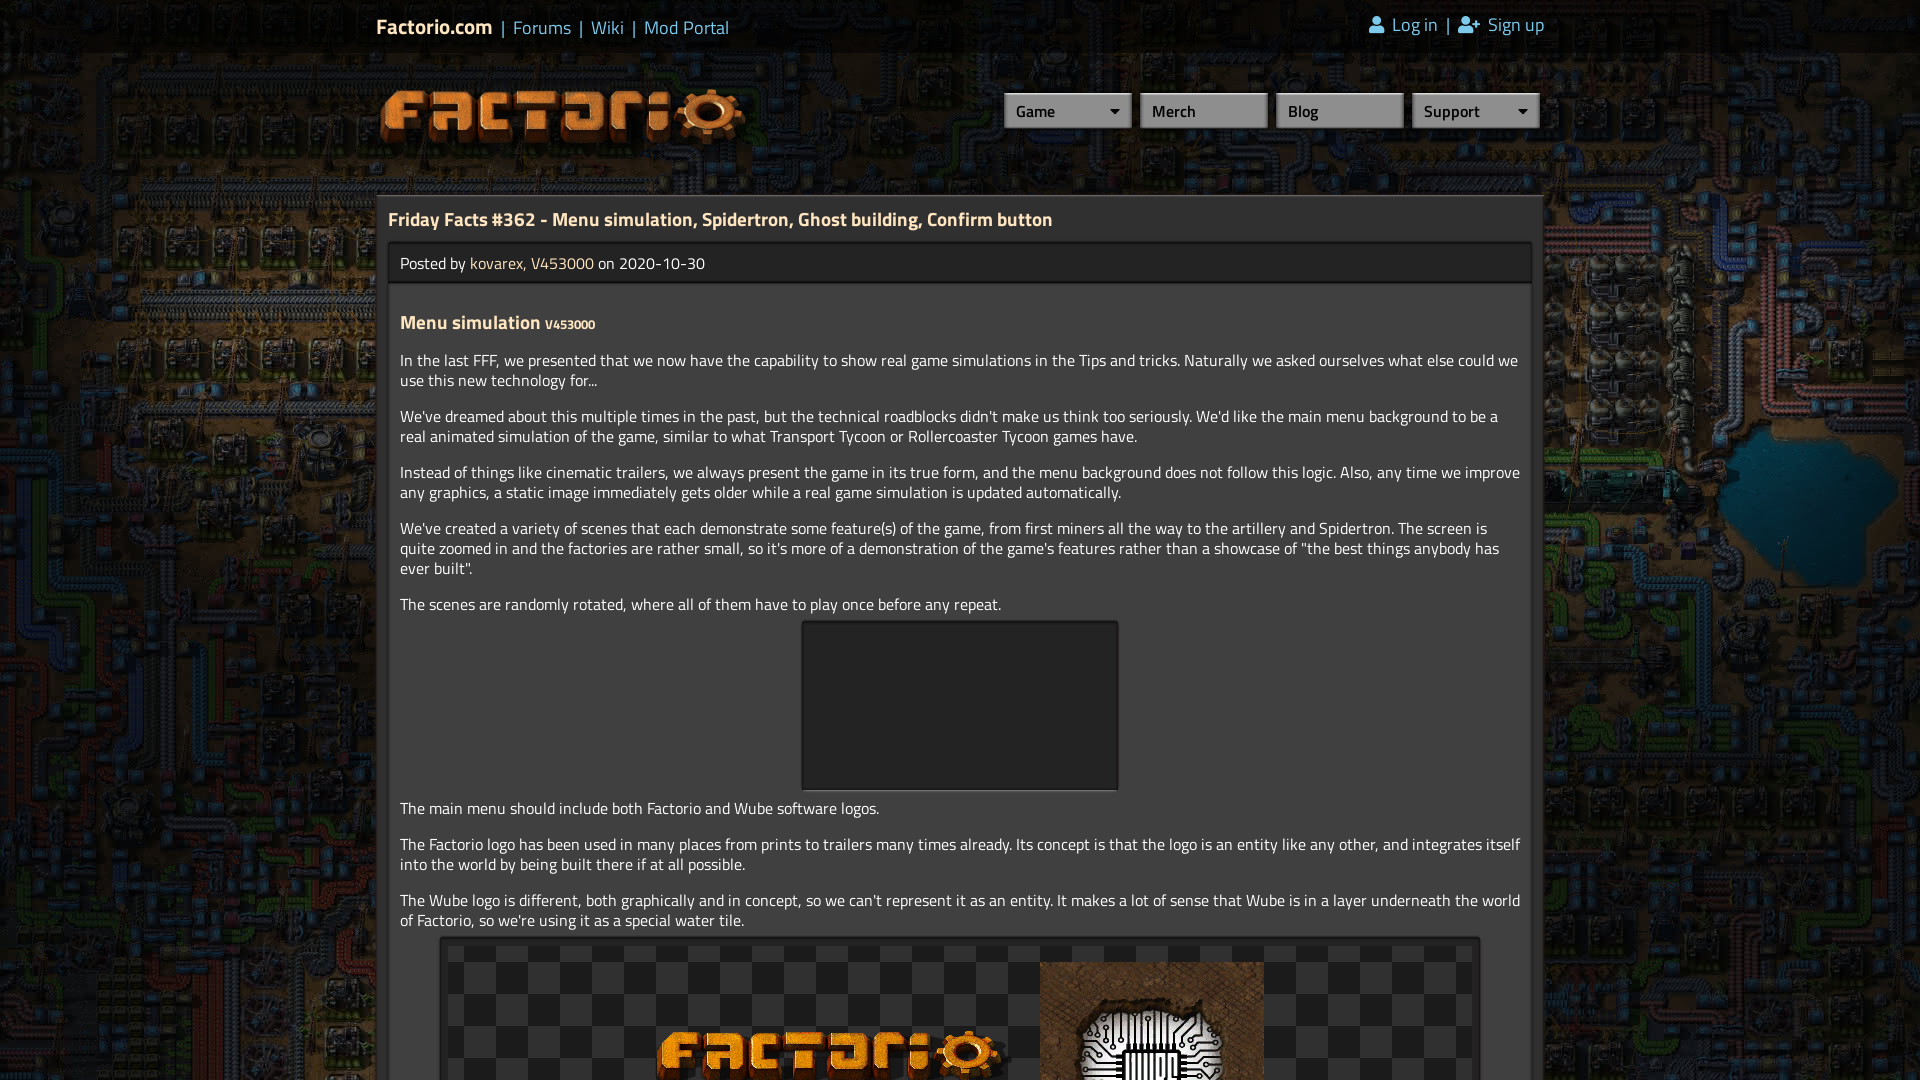 Factorio.com | Forums | Wiki | Mod Portal
Log in | Sign up
FACTORIO
Game
Merch
Blog
Support
Friday Facts #362 - Menu simulation, Spidertron, Ghost building, Confirm button
Posted by kovarex, V453000 on 2020-10-30
Menu simulation V453000
In the last FFF, we presented that we now have the capability to show real game simulations in the Tips and tricks. Naturally we asked ourselves what else could we
use this new technology for...
We've dreamed about this multiple times in the past, but the technical roadblocks didn't make us think too seriously. We'd like the main menu background to be a
real animated simulation of the game, similar to what Transport Tycoon or Rollercoaster Tycoon games have.
Instead of things like cinematic trailers, we always present the game in its true form, and the menu background does not follow this logic. Also, any time we improve
any graphics, a static image immediately gets older while a real game simulation is updated automatically.
We've created a variety of scenes that each demonstrate some feature(s) of the game, from first miners all the way to the artillery and Spidertron. The screen is
quite zoomed in and the factories are rather small, so it's more of a demonstration of the game's features rather than a showcase of "the best things anybody has
ever built".
The scenes are randomly rotated, where all of them have to play once before any repeat.
The main menu should include both Factorio and Wube software logos.
The Factorio logo has been used in many places from prints to trailers many times already. Its concept is that the logo is an entity like any other, and integrates itself
into the world by being built there if at all possible.
The Wube logo is different, both graphically and in concept, so we can't represent it as an entity. It makes a lot of sense that Wube is in a layer underneath the world
of Factorio, so we're using it as a special water tile.
FACTORIO